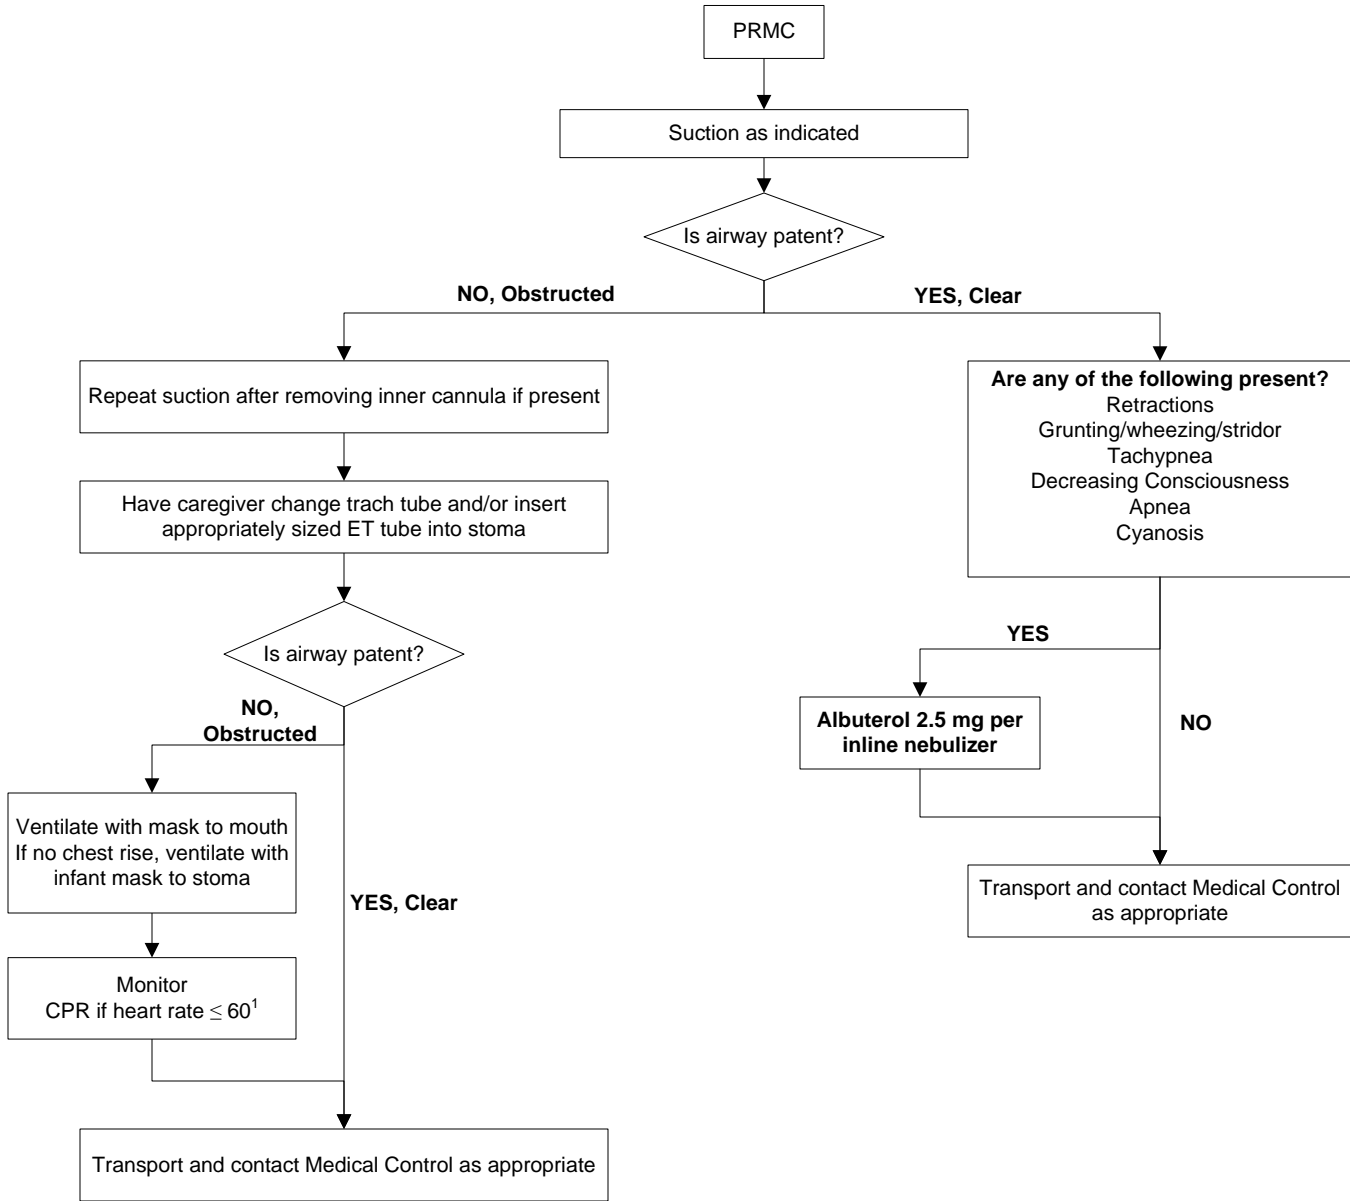 PRMC
Suction as indicated
Is airway patent?
NO, Obstructed
YES, Clear
Repeat suction after removing inner cannula if present
Have caregiver change trach tube and/or insert
appropriately sized ET tube into stoma
Is airway patent?
NO,
Obstructed
Ventilate with mask to mouth
If no chest rise, ventilate with
infant mask to stoma
YES, Clear
Monitor
CPR if heart rate ≤ 60¹
Transport and contact Medical Control as appropriate
Are any of the following present?
Retractions
Grunting/wheezing/stridor
Tachypnea
Decreasing Consciousness
Apnea
Cyanosis
YES
Albuterol 2.5 mg per
inline nebulizer
NO
Transport and contact Medical Control
as appropriate